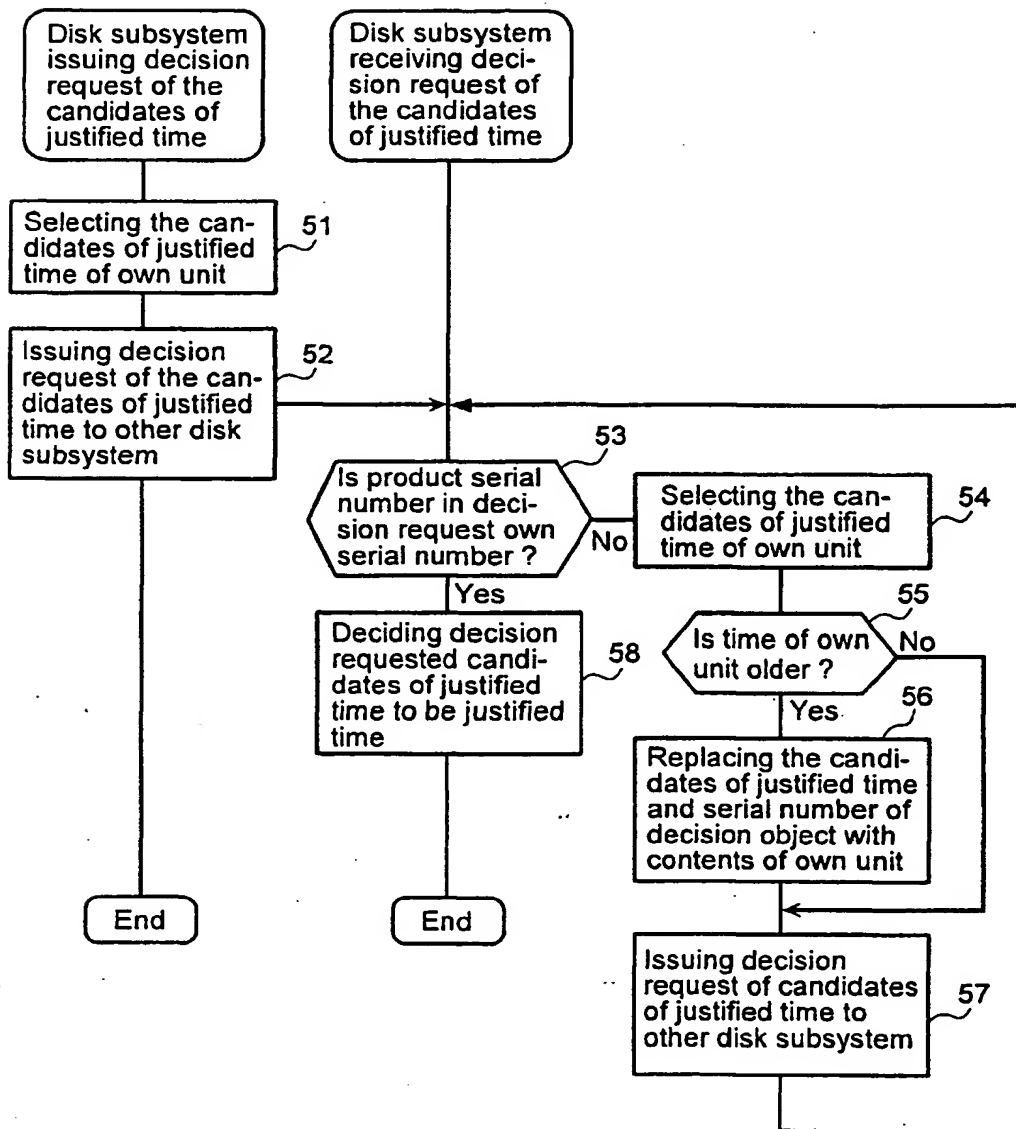 Disk subsystem
issuing decision
request of the
candidates of
justified time
Disk subsystem
receiving deci-
sion request of
the candidates
of justified time
Selecting the can-
didates of justified
time of own unit
51
Issuing decision
request of the can-
didates of justified
time to other disk
subsystem
52
Is product serial
number in deci-
sion request own
serial number ?
53
No
Yes
Selecting the can-
didates of justified
time of own unit
54
Is time of own
unit older ?
55
No
Yes
Deciding decision
requested candi-
dates of justified
time to be justified
time
58
Replacing the candi-
dates of justified time
and serial number of
decision object with
contents of own unit
56
End
End
Issuing decision
request of candidates
of justified time to
other disk subsystem
57